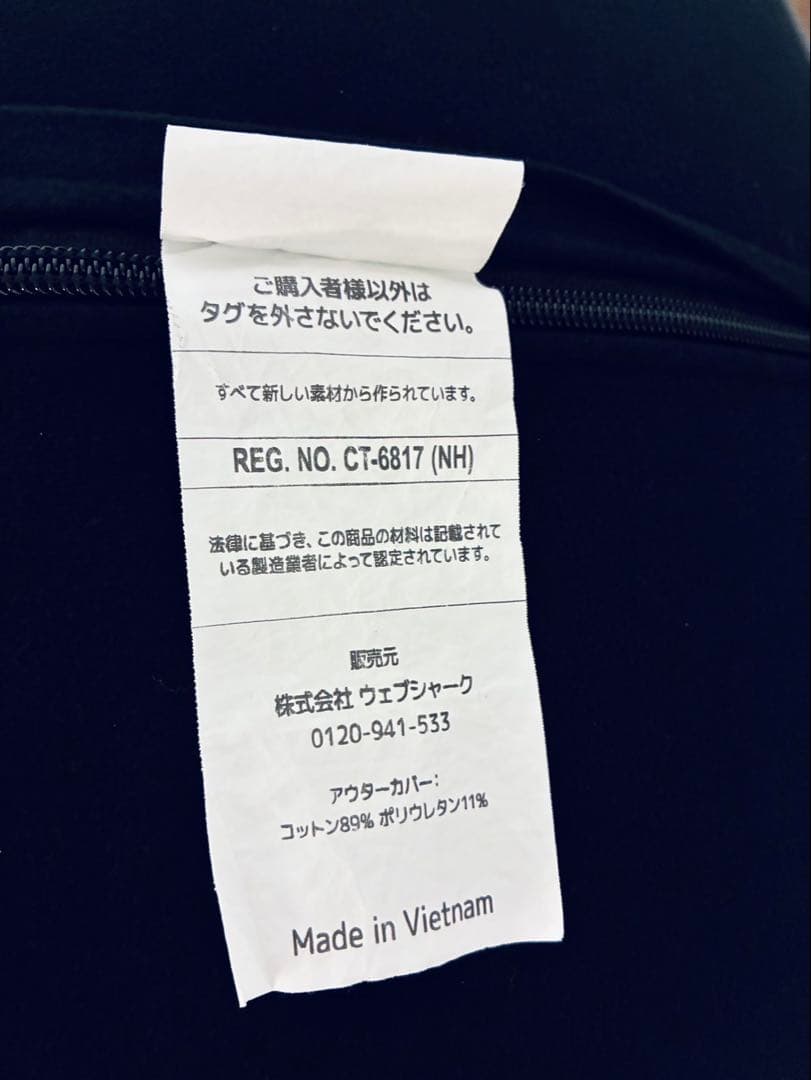 ご購入者様以外は
タグを外さないでください。
すべて新しい素材から作られています。
REG. NO. CT-6817 (NH)
法律に基づき、この商品の材料は記載されて
いる製造業者によって認定されています。
販売元
株式会社 ウェブシャーク
0120-941-533
アウターカバー:
コットン89% ポリウレタン11%
Made in Vietnam